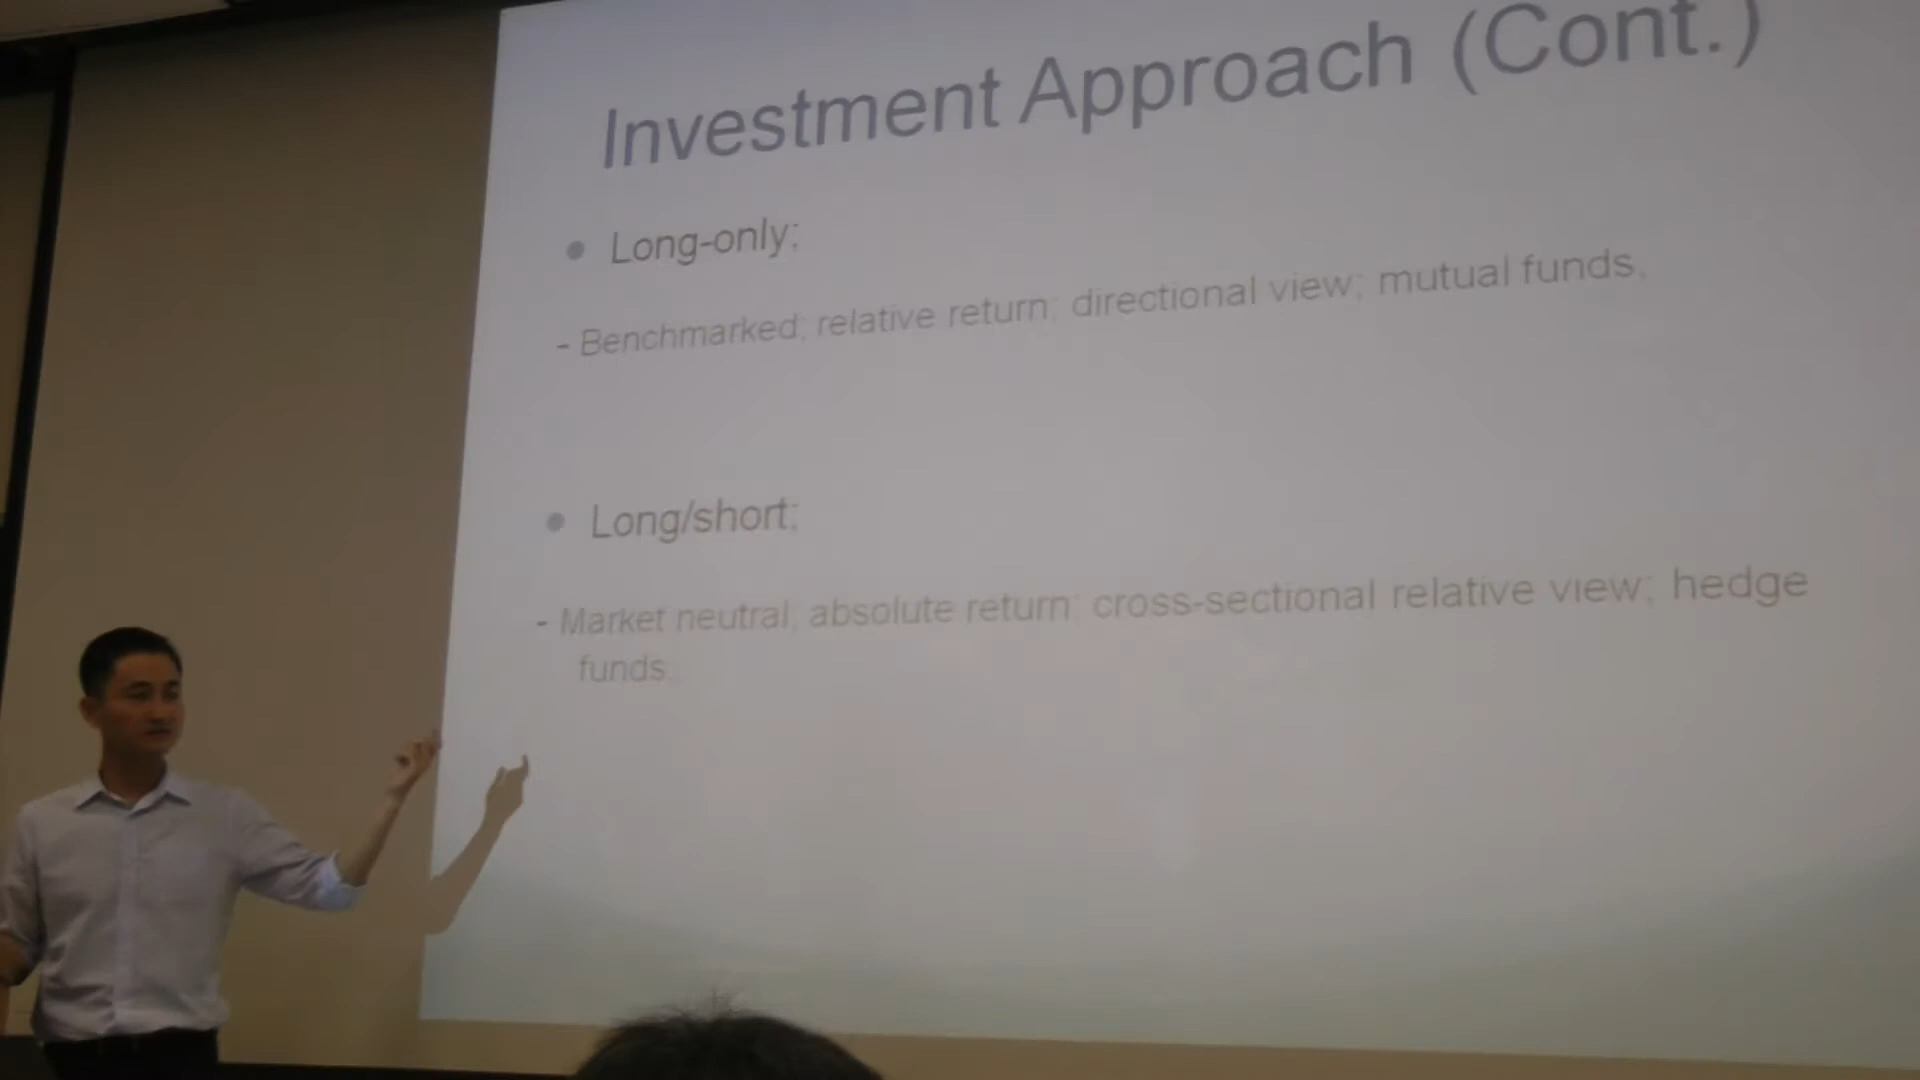 Investment Approach (Cont.)
Long-only;
- Benchmarked; relative return; directional view; mutual funds.
Long/short;
- Market neutral; absolute return; cross-sectional relative view; hedge
funds.